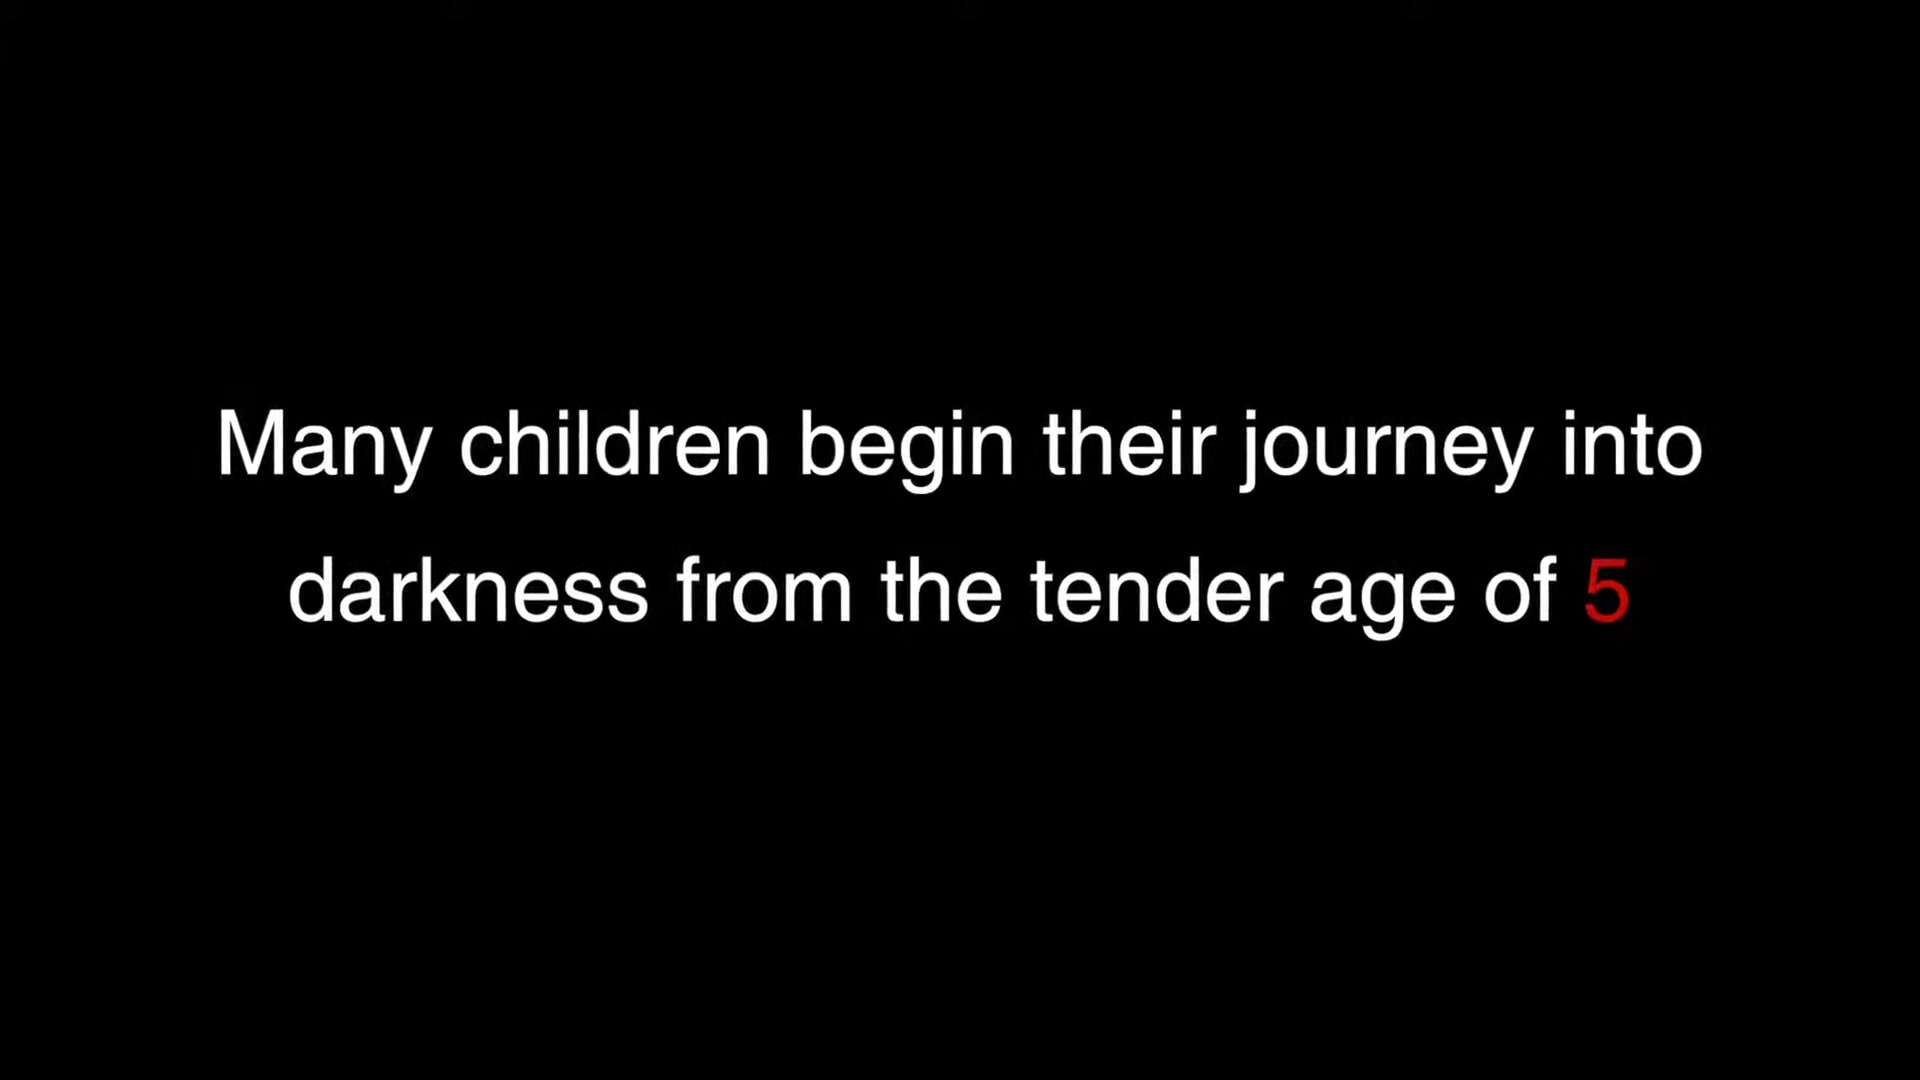 Many children begin their journey into
darkness from the tender age of 5